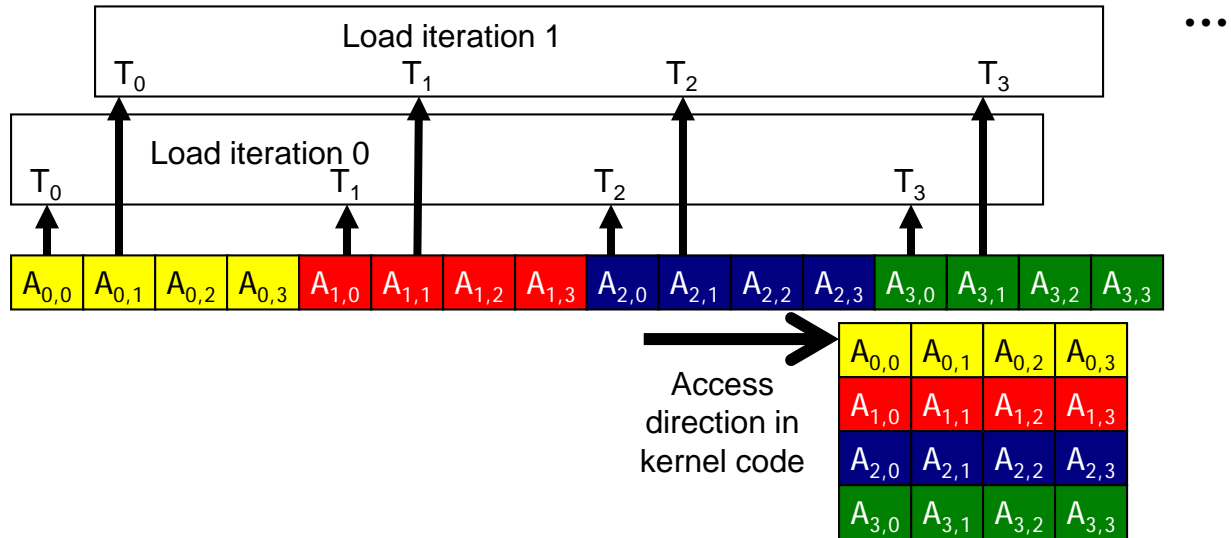 ...
Load iteration 1
T0 T1 T2 T3
Load iteration 0
T0 T1 T2 T3
A0,0 A0,1 A0,2 A0,3 A1,0 A1,1 A1,2 A1,3 A2,0 A2,1 A2,2 A2,3 A3,0 A3,1 A3,2 A3,3
Access
direction in
kernel code
A0,0 A0,1 A0,2 A0,3
A1,0 A1,1 A1,2 A1,3
A2,0 A2,1 A2,2 A2,3
A3,0 A3,1 A3,2 A3,3